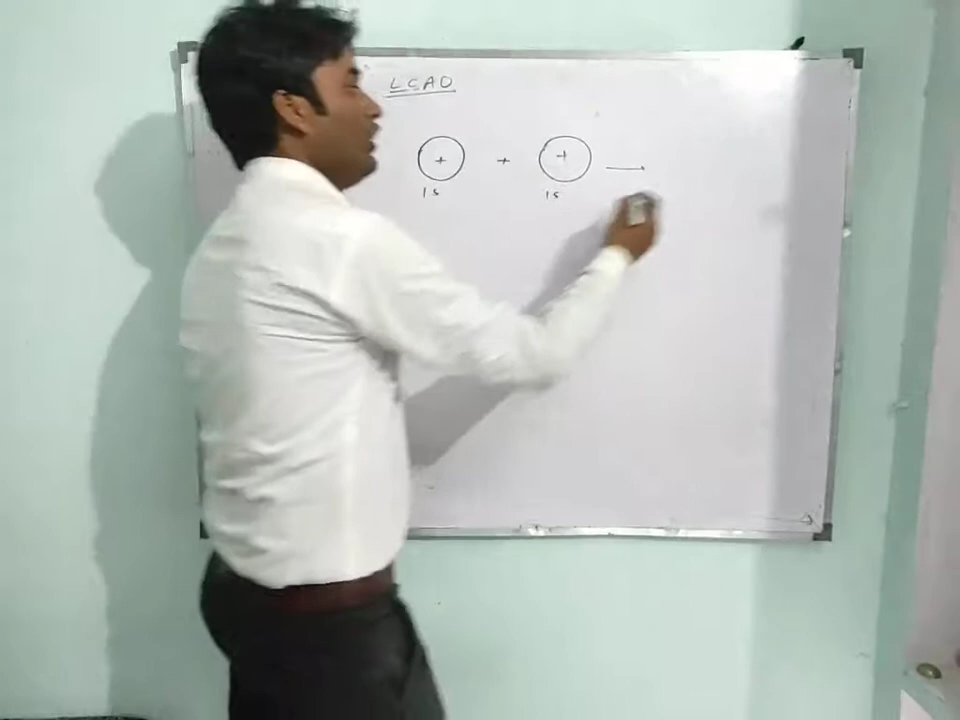 LCAO
+ + + —
1s 1s